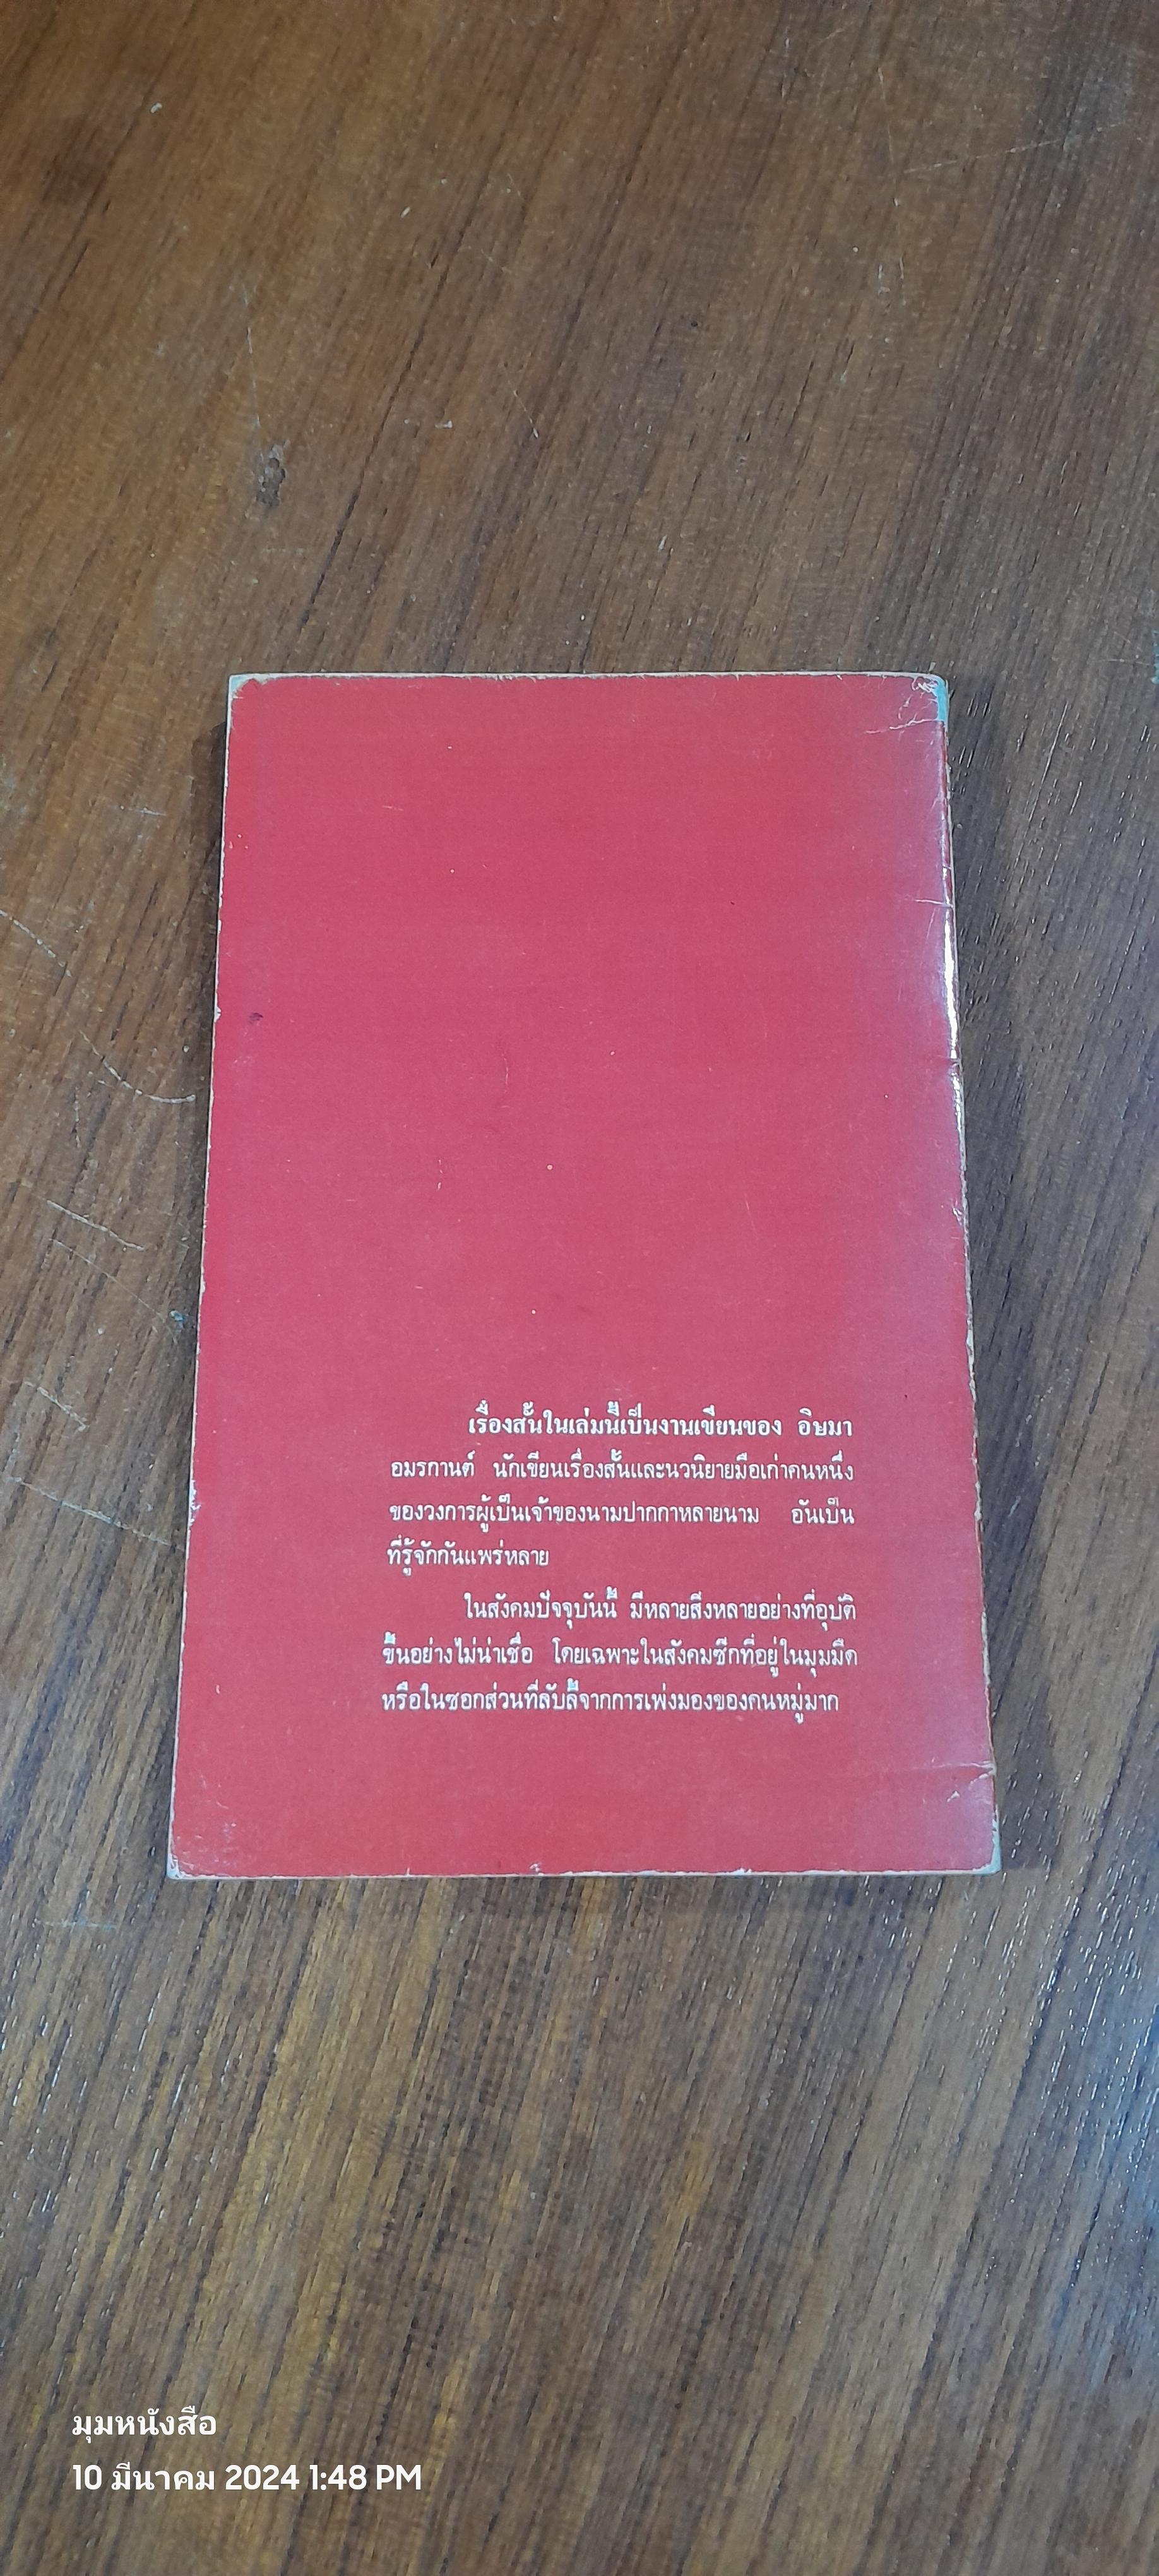 เรื่องสั้นในเล่มนี้เป็นงานเขียนของ อิษมา
อมรกานต์ นักเขียนเรื่องสั้นและนวนิยายมือเก่าคนหนึ่ง
ของวงการผู้เป็นเจ้าของนามปากกาหลายนาม อันเป็น
ที่รู้จักกันแพร่หลาย
ในสังคมปัจจุบันนี้ มีหลายสิ่งหลายอย่างที่อุบัติ
ขึ้นอย่างไม่น่าเชื่อ โดยเฉพาะในสังคมซีกที่อยู่ในมุมมืด
หรือในซอกส่วนที่ลับลี้จากการเพ่งมองของคนหมู่มาก
มุมหนังสือ
10 มีนาคม 2024 1:48 PM